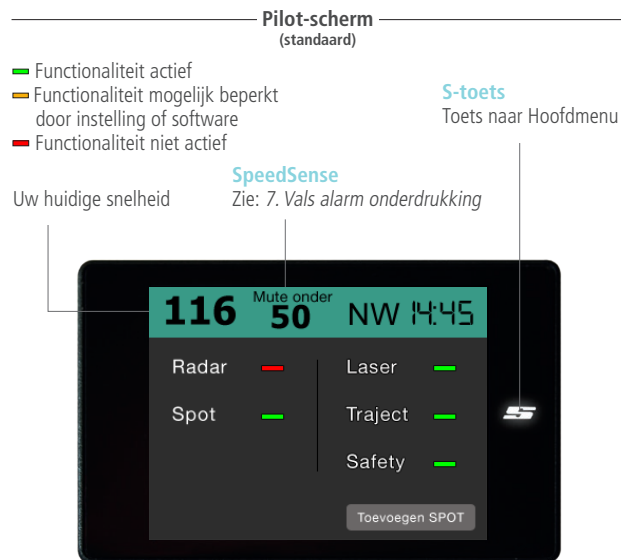 Pilot-scherm
(standaard)
Functionaliteit actief
Functionaliteit mogelijk beperkt
door instelling of software
Functionaliteit niet actief
S-toets
Toets naar Hoofdmenu
SpeedSense
Zie: 7. Vals alarm onderdrukking
Uw huidige snelheid
116 Mute onder 50 NW 14:45
Radar
Laser
Spot
Traject
Safety
Toevoegen SPOT
S